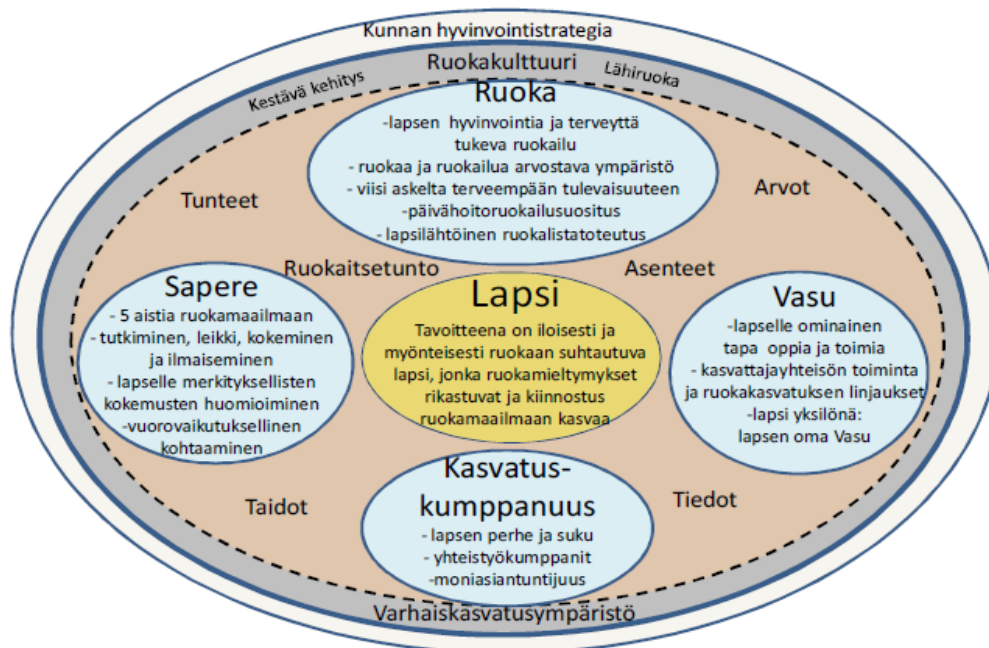 Kunnan hyvinvointistrategia
Ruokakulttuuri
Kestävä kehitys
Lähiruoka
Ruoka
-lapsen hyvinvointia ja terveyttä
tukeva ruokailu
- ruokaa ja ruokailua arvostava ympäristö
- viisi askelta terveempään tulevaisuuteen
-päivähoitoruokailusuositus
- lapsilähtöinen ruokalistatoteutus
Tunteet
Arvot
Ruokaitsetunto
Asenteet
Sapere
- 5 aistia ruokamaailmaan
- tutkiminen, leikki, kokeminen
ja ilmaiseminen
- lapselle merkityksellisten
kokemusten huomioiminen
-vuorovaikutuksellinen
kohtaaminen
Lapsi
Tavoitteena on iloisesti ja
myönteisesti ruokaan suhtautuva
lapsi, jonka ruokamieltymykset
rikastuvat ja kiinnostus
ruokamaailmaan kasvaa
Vasu
-lapselle ominainen
tapa oppia ja toimia
- kasvattajayhteisön toiminta
ja ruokakasvatuksen linjaukset
-lapsi yksilönä:
lapsen oma Vasu
Taidot
Tiedot
Kasvatus-
kumppanuus
- lapsen perhe ja suku
- yhteistyökumppanit
-moniasiantuntijuus
Varhaiskasvatusympäristö